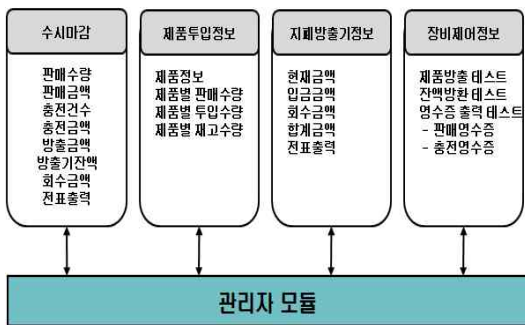 수시마감
판매수량
판매금액
충전건수
충전금액
방출금액
방출기잔액
회수금액
전표출력
제품투입정보
제품정보
제품별 판매수량
제품별 투입수량
제품별 재고수량
지폐방출기정보
현재금액
입금금액
회수금액
합계금액
전표출력
장비제어정보
제품방출 테스트
잔액방환 테스트
영수증 출력 테스트
- 판매영수증
- 충전영수증
관리자 모듈